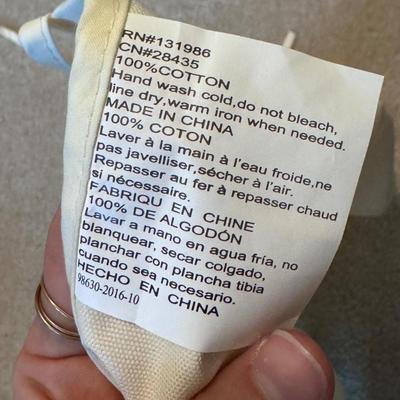 RN#131986
CN#28435
100%COTTON
Hand wash cold,do not bleach,
line dry,warm iron when needed.
MADE IN CHINA
100% COTON
Laver à la main à l'eau froide,ne
pas javelliser,sécher à l'air.
Repasser au fer à repasser chaud
si nécessaire.
FABRIQU EN CHINE
100% DE ALGODÓN
Lavar a mano en agua fría, no
blanquear, secar colgado,
planchar con plancha tibia
cuando sea necesario.
HECHO EN CHINA
98630-2016-10